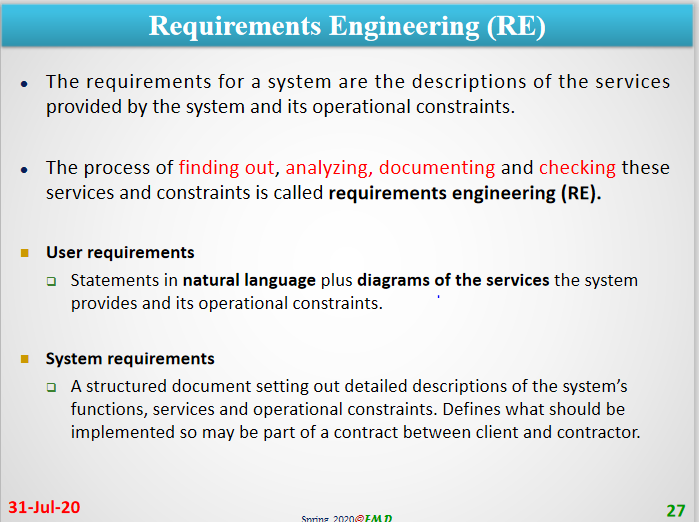 Requirements Engineering (RE)
• The requirements for a system are the descriptions of the services
provided by the system and its operational constraints.
• The process of finding out, analyzing, documenting and checking these
services and constraints is called requirements engineering (RE).
User requirements
Statements in natural language plus diagrams of the services the system
provides and its operational constraints.
System requirements
A structured document setting out detailed descriptions of the system's
functions, services and operational constraints. Defines what should be
implemented so may be part of a contract between client and contractor.
31-Jul-20
Spring 2020©FMD
27